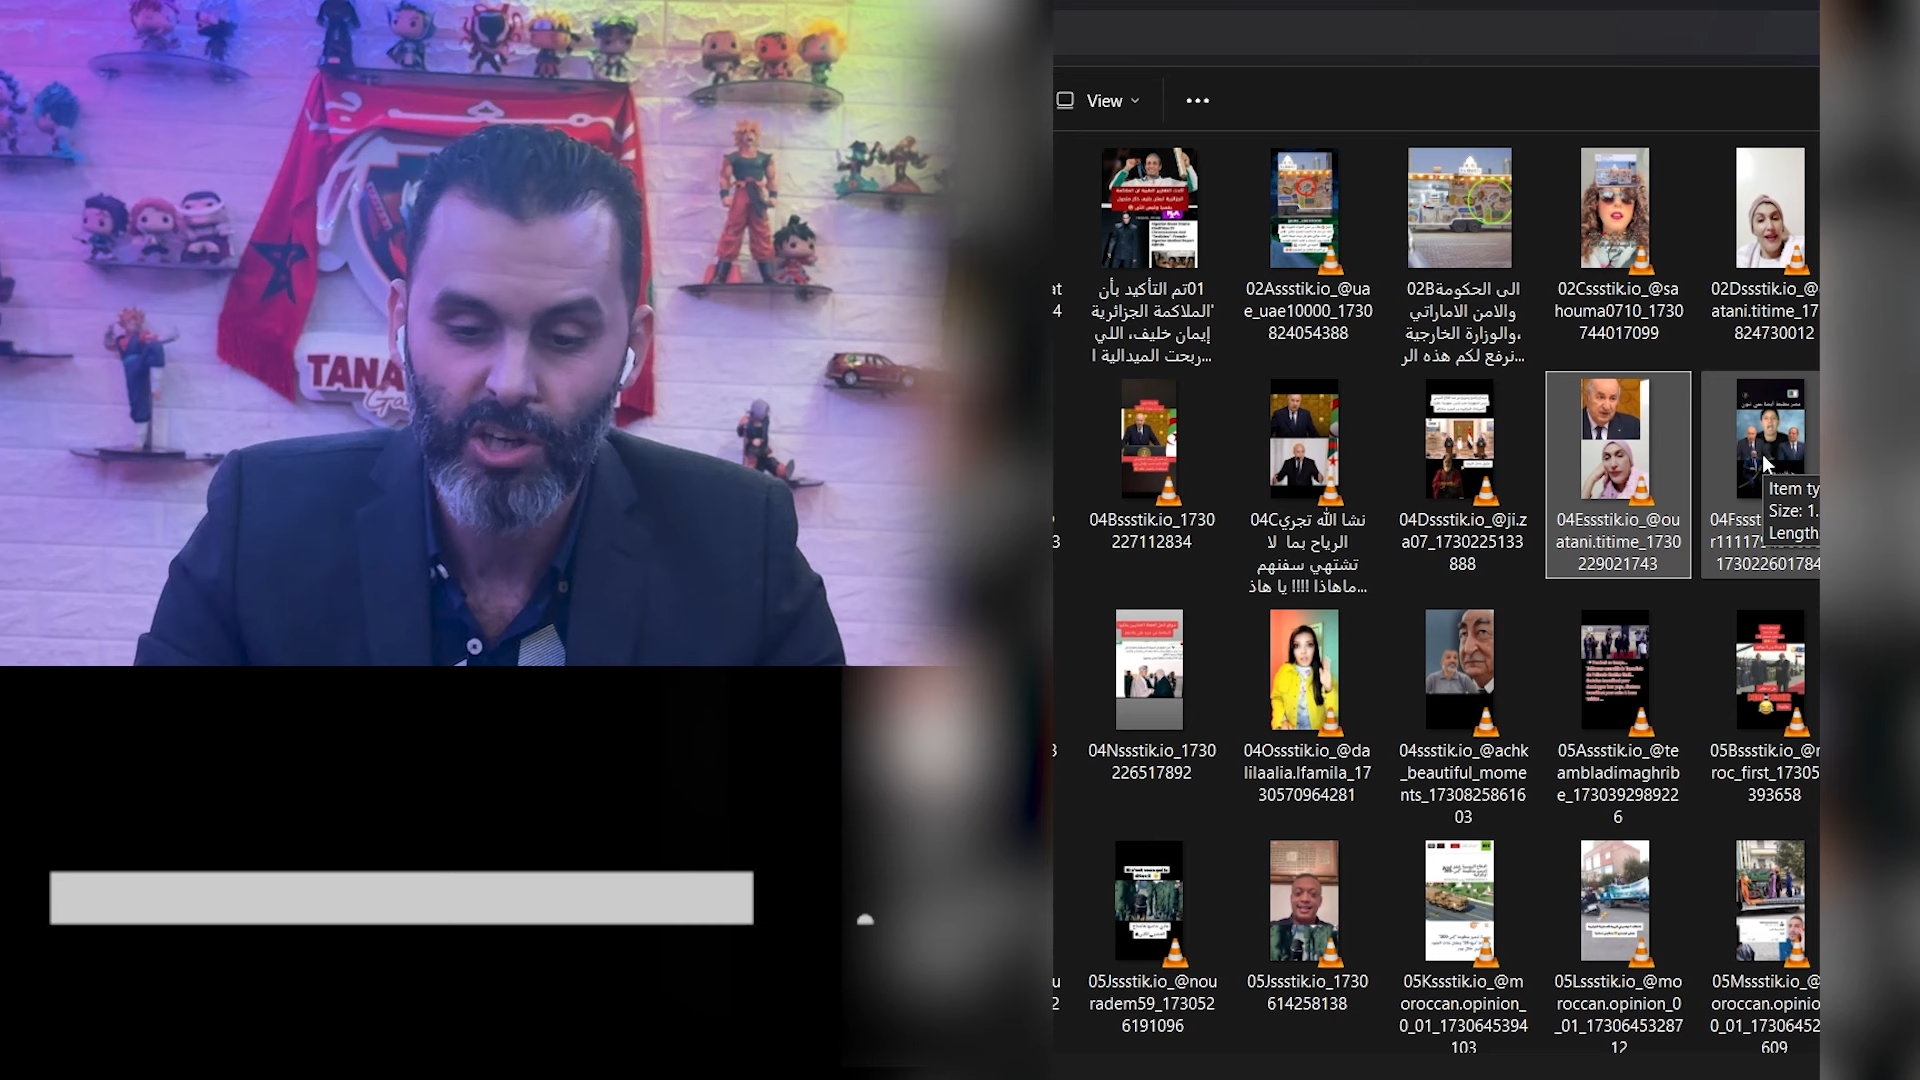 TANA
Ga
View
01تم التأكيد بأن
الملاكمة الجزائرية'
إيمان خليف، اللي
ربحت الميدالية ا...
02Assstik.io_@ua
e_uae10000_1730
824054388
02Bالى الحكومة
والامن الاماراتي
،والوزارة الخارجية
نرفع لكم هذه الر...
02Cssstik.io_@sa
houma0710_1730
744017099
02Dssstik.io_@
atani.titime_17
824730012
04Bssstik.io_1730
227112834
04Cنشا الله تجري
الرياح بما لا
تشتهي سفنهم
ماهاذا !!!! يا هاذ...
04Dssstik.io_@ji.z
a07_1730225133
888
04Essstik.io_@ou
atani.titime_1730
229021743
04Fssst
r11117
173022601784
Item ty
Size: 1.
Length
04Nssstik.io_1730
226517892
04Ossstik.io_@da
lilaalia.lfamila_17
30570964281
04ssstik.io_@achk
_beautiful_mome
nts_17308258616
03
05Assstik.io_@te
ambladimaghrib
e_173039298922
6
05Bssstik.io_@r
roc_first_17305
393658
05Jssstik.io_@nou
radem59_173052
6191096
05Jssstik.io_1730
614258138
05Kssstik.io_@m
oroccan.opinion_
0_01_1730645394
103
05Lssstik.io_@mo
roccan.opinion_0
_01_17306453287
12
05Mssstik.io_@
oroccan.opinio
0_01_17306452
609